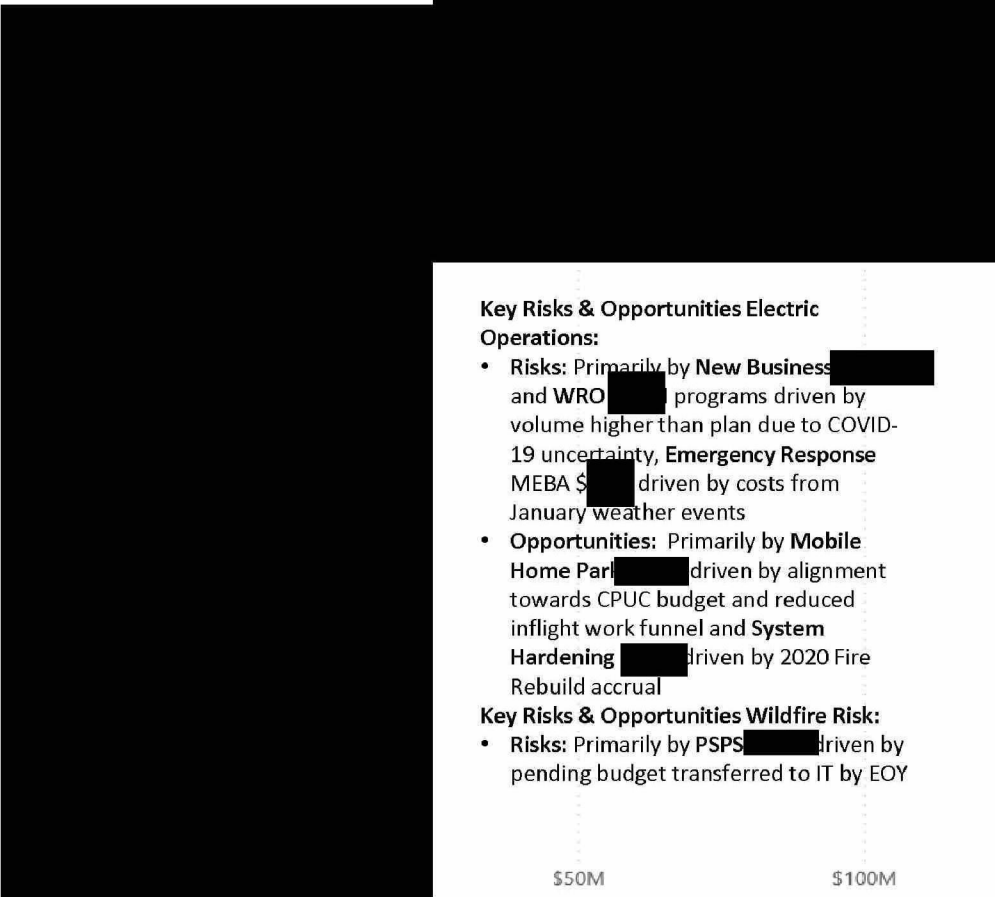 Key Risks & Opportunities Electric
Operations:
• Risks: Primarily by New Business
and WRO programs driven by
volume higher than plan due to COVID-
19 uncertainty, Emergency Response
MEBA $ driven by costs from
January weather events
• Opportunities: Primarily by Mobile
Home driven by alignment
towards CPUC budget and reduced
inflight work funnel and System
Hardening driven by 2020 Fire
Rebuild accrual
Key Risks & Opportunities Wildfire Risk:
• Risks: Primarily by PSPS driven by
pending budget transferred to IT by EOY
$50M $100M